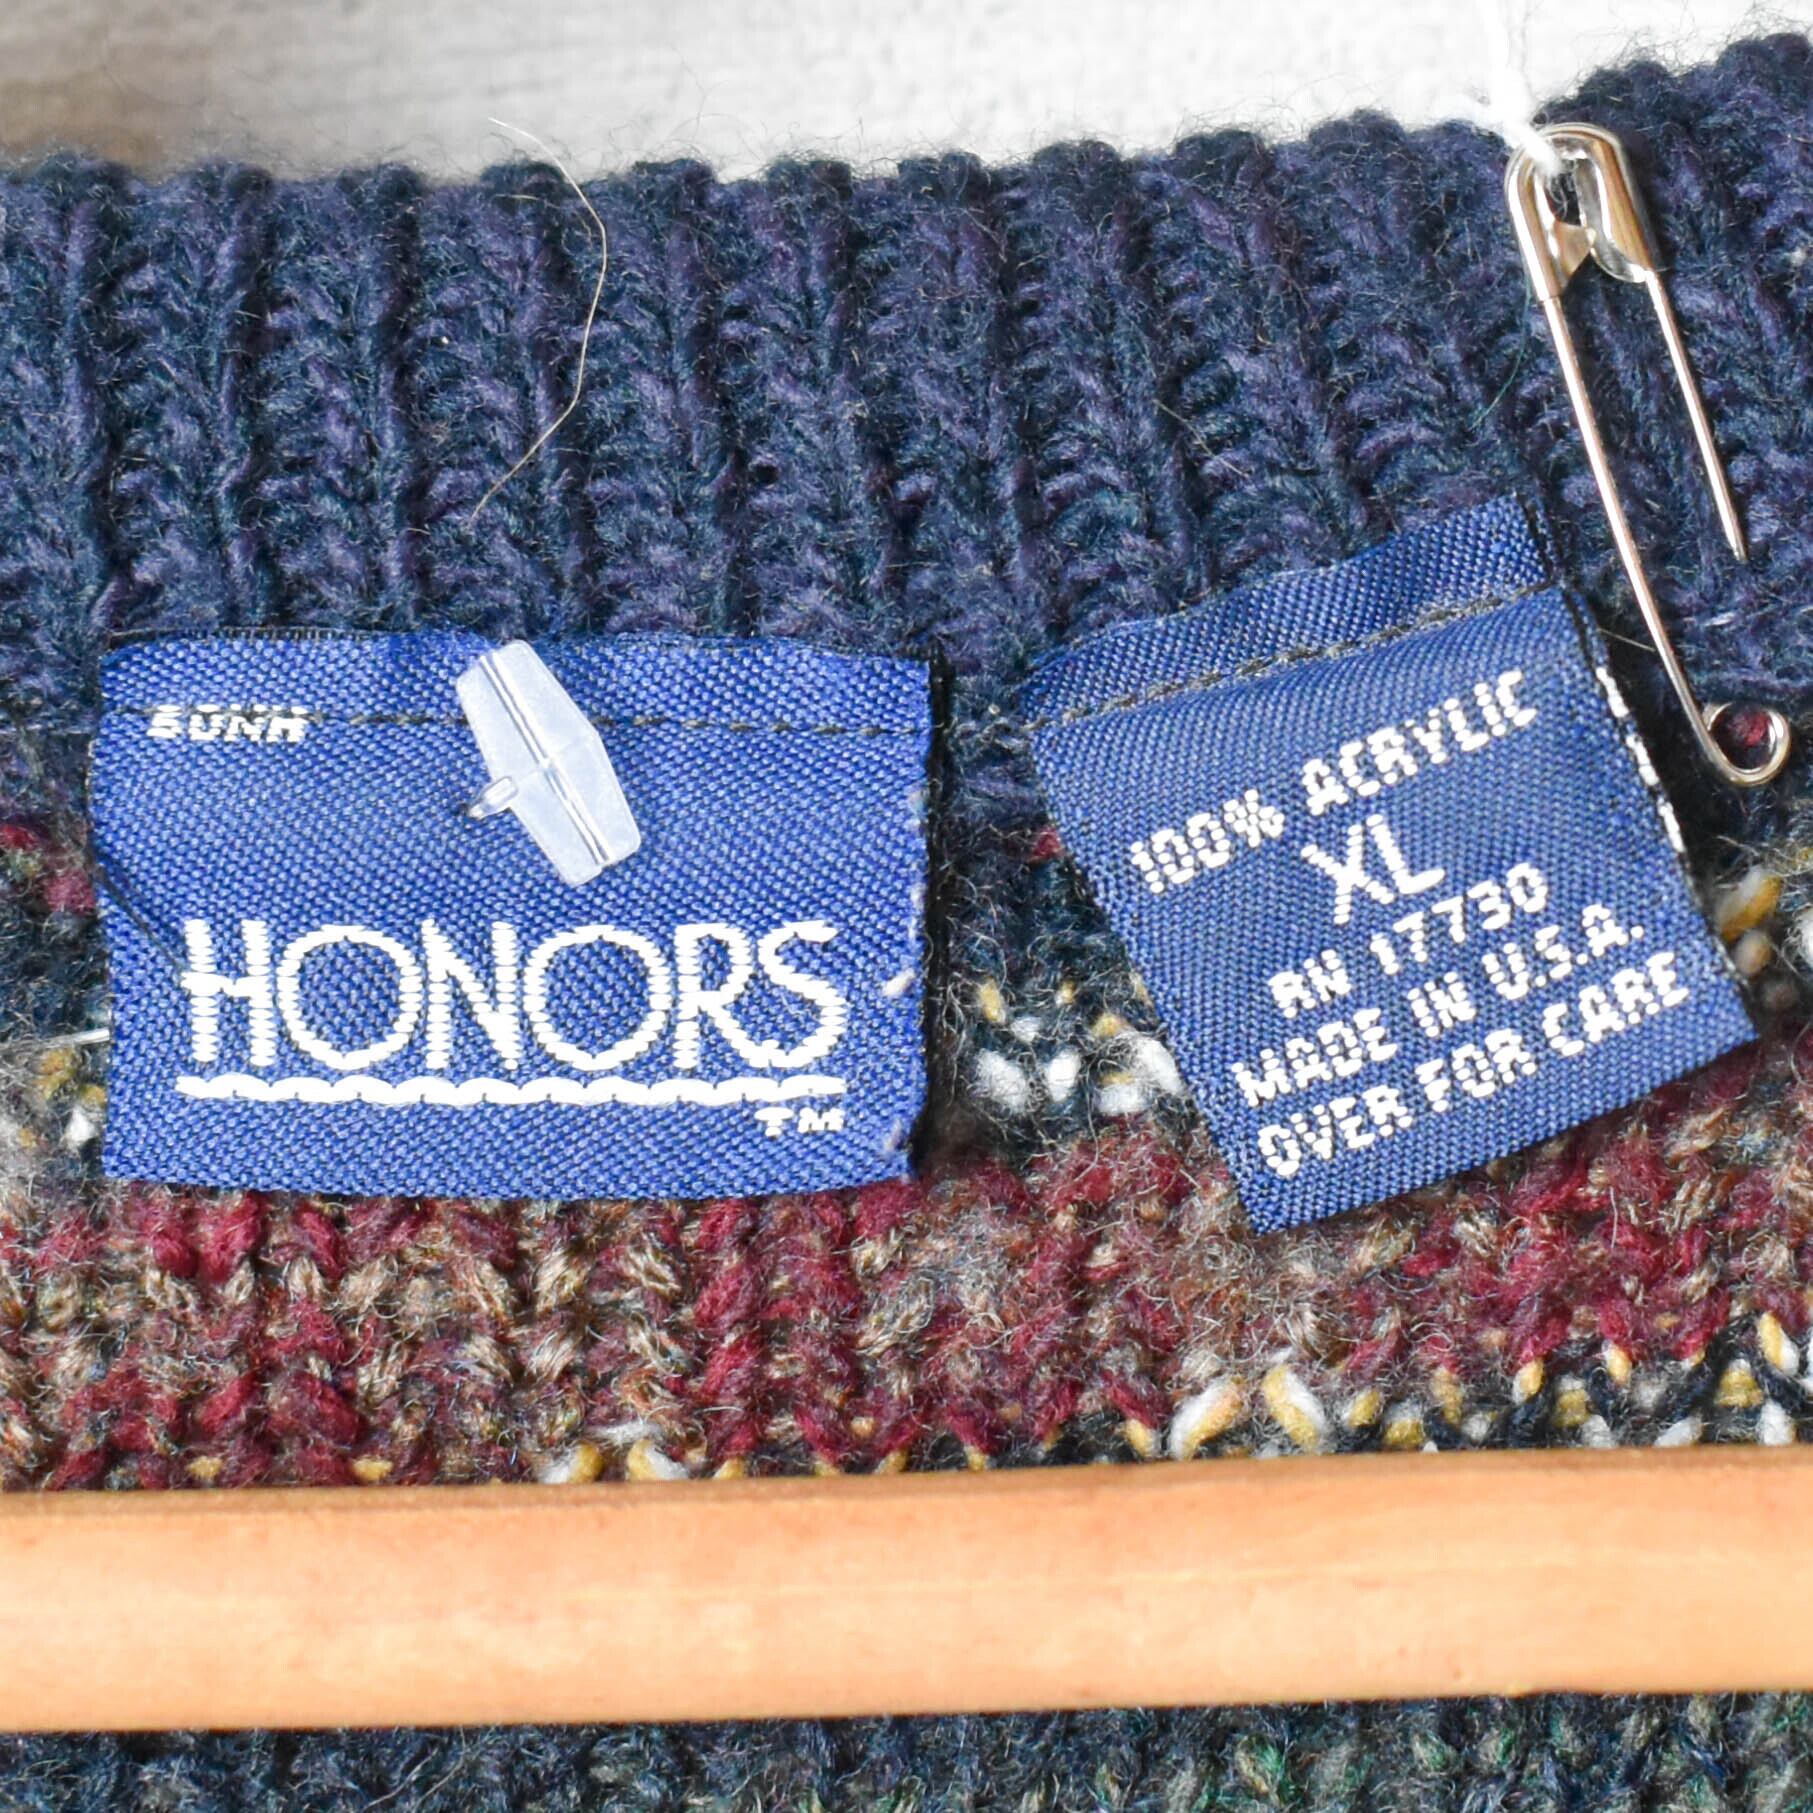 HONORS
TM
100% ACRYLIC
XL
RN 17730
MADE IN U.S.A.
OVER FOR CARE